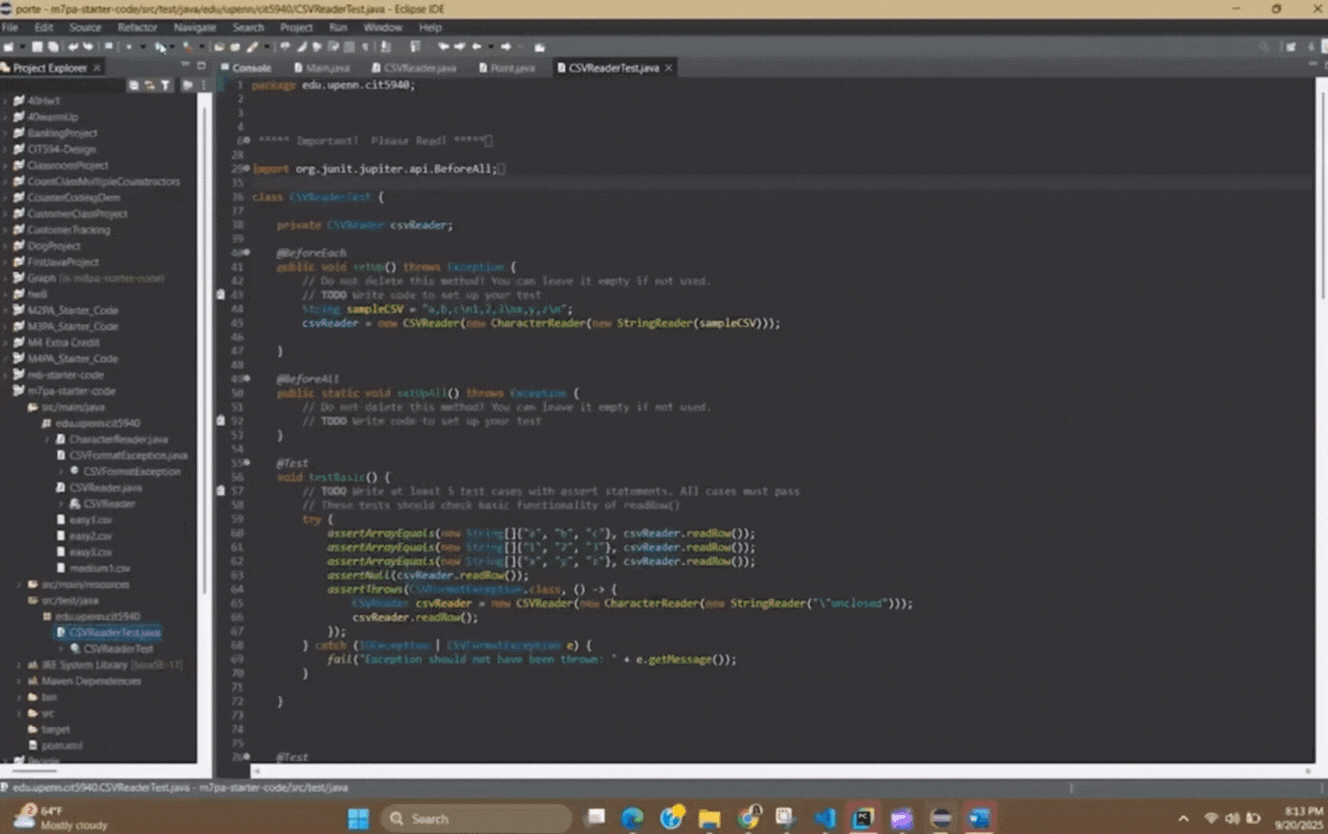 porte - m7pa-starter-code/src/test/java/edu/upenn/cit5940/CSVReaderTest.java - Eclipse IDE
File Edit Source Refactor Navigate Search Project Run Window Help
Project Explorer
Console Main.java CSVReader.java Point.java CSVReaderTest.java
40Hw1
40warmUp
BankingProject
CIT594-Design
ClassroomProject
CountClassMultipleCounstructors
CounterCodingDem
CustomerClassProject
CustomerTracking
DogProject
FirstJavaProject
Graph (in m7pa-starter-code)
hw8
M2PA_Starter_Code
M3PA_Starter_Code
M4 Extra Credit
M4PA_Starter_Code
m6-starter-code
m7pa-starter-code
src/main/java
edu.upenn.cit5940
CharacterReader.java
CSVFormatException.java
CSVFormatException
CSVReader.java
CSVReader
easy1.csv
easy2.csv
easy3.csv
medium1.csv
src/main/resources
src/test/java
edu.upenn.cit5940
CSVReaderTest.java
CSVReaderTest
JRE System Library [JavaSE-17]
Maven Dependencies
bin
src
target
pom.xml
1 package edu.upenn.cit5940;
2
3
4
6 ***** Important! Please Read! *****
28
29 import org.junit.jupiter.api.BeforeAll;
35
36 class CSVReaderTest {
37
38 private CSVReader csvReader;
39
40 @BeforeEach
41 public void setUp() throws Exception {
42 // Do not delete this method! You can leave it empty if not used.
43 // TODO Write code to set up your test
44 String sampleCSV = "a,b,c\n1,2,3\nx,y,z\n";
45 csvReader = new CSVReader(new CharacterReader(new StringReader(sampleCSV)));
46
47 }
48
49 @BeforeAll
50 public static void setUpAll() throws Exception {
51 // Do not delete this method! You can leave it empty if not used.
52 // TODO Write code to set up your test
53 }
54
55 @Test
56 void testBasic() {
57 // TODO Write at least 5 test cases with assert statements. All cases must pass
58 // These tests should check basic functionality of readRow()
59 try {
60 assertArrayEquals(new String[]{"a", "b", "c"}, csvReader.readRow());
61 assertArrayEquals(new String[]{"1", "2", "3"}, csvReader.readRow());
62 assertArrayEquals(new String[]{"x", "y", "z"}, csvReader.readRow());
63 assertNull(csvReader.readRow());
64 assertThrows(CSVFormatException.class, () -> {
65 CSVReader csvReader = new CSVReader(new CharacterReader(new StringReader("\"unclosed")));
66 csvReader.readRow();
67 });
68 } catch (IOException | CSVFormatException e) {
69 fail("Exception should not have been thrown: " + e.getMessage());
70 }
71
72 }
73
74
75
76 @Test
edu.upenn.cit5940.CSVReaderTest.java - m7pa-starter-code/src/test/java
64°F
Mostly cloudy
Search
8:13 PM
9/20/2025